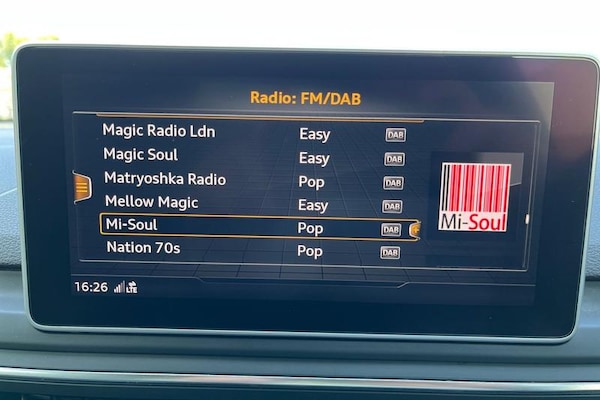 Radio: FM/DAB
Magic Radio Ldn Easy DAB
Magic Soul Easy DAB
Matryoshka Radio Pop DAB
Mellow Magic Easy DAB
Mi-Soul Pop DAB
Nation 70s Pop DAB
Mi-Soul
16:26 LTE